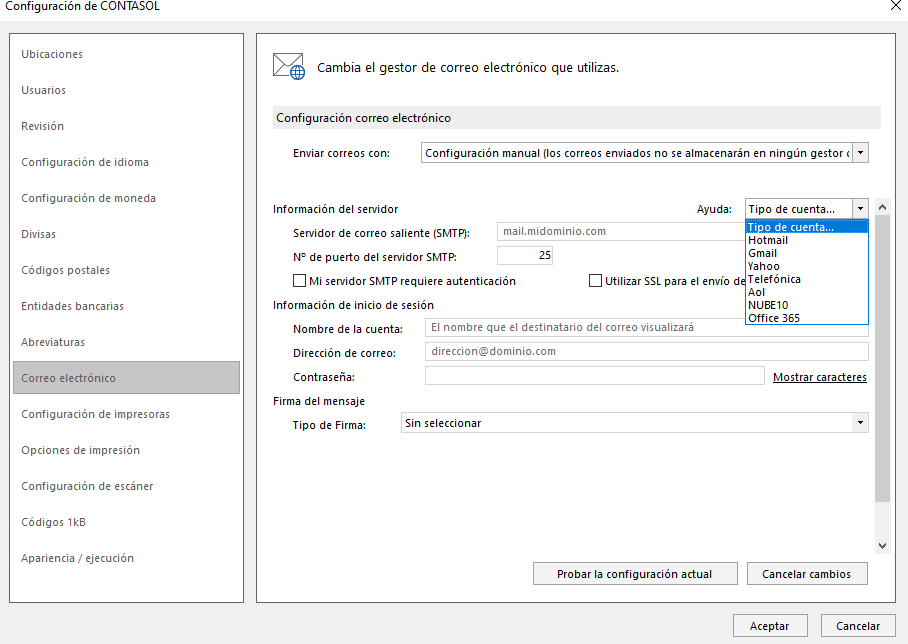 Configuración de CONTASOL
Ubicaciones
Usuarios
Revisión
Configuración de idioma
Configuración de moneda
Divisas
Códigos postales
Entidades bancarias
Abreviaturas
Correo electrónico
Configuración de impresoras
Opciones de impresión
Configuración de escáner
Códigos 1kB
Apariencia / ejecución
Cambia el gestor de correo electrónico que utilizas.
Configuración correo electrónico
Enviar correos con: Configuración manual (los correos enviados no se almacenarán en ningún gestor
Información del servidor Ayuda: Tipo de cuenta...
Servidor de correo saliente (SMTP): mail.midominio.com
Nº de puerto del servidor SMTP: 25
Mi servidor SMTP requiere autenticación Utilizar SSL para el envío de
Tipo de cuenta...
Hotmail
Gmail
Yahoo
Telefónica
Aol
NUBE10
Office 365
Información de inicio de sesión
Nombre de la cuenta: El nombre que el destinatario del correo visualizará
Dirección de correo: direccion@dominio.com
Contraseña: Mostrar caracteres
Firma del mensaje
Tipo de Firma: Sin seleccionar
Probar la configuración actual Cancelar cambios
Aceptar Cancelar